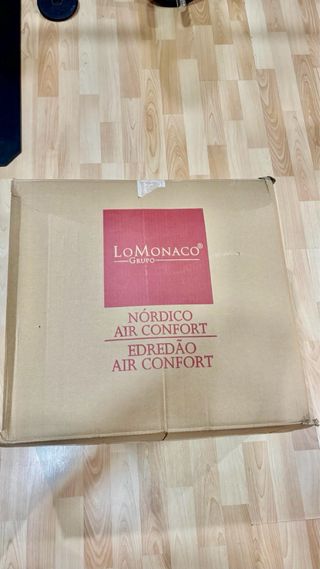 LoMonaco®
Grupo
NÓRDICO
AIR CONFORT
EDREDÃO
AIR CONFORT